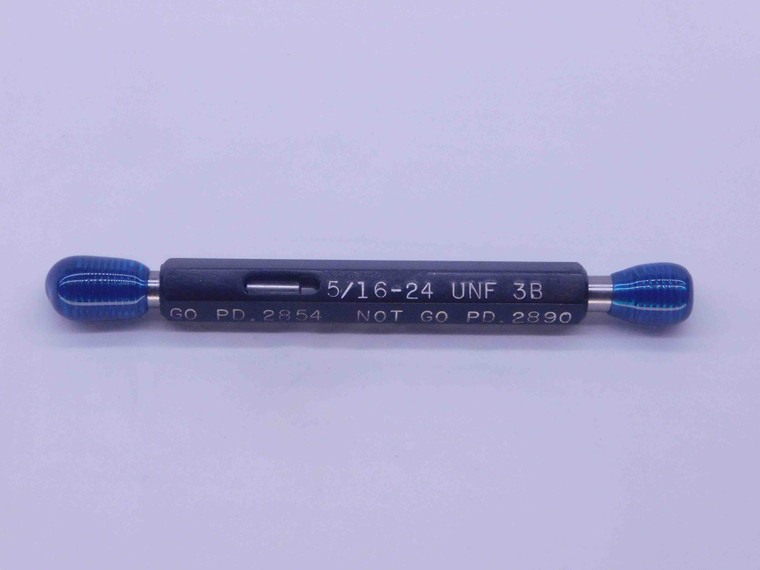 5/16-24 UNF 3B
GO PD.2854 NOT GO PD.2890